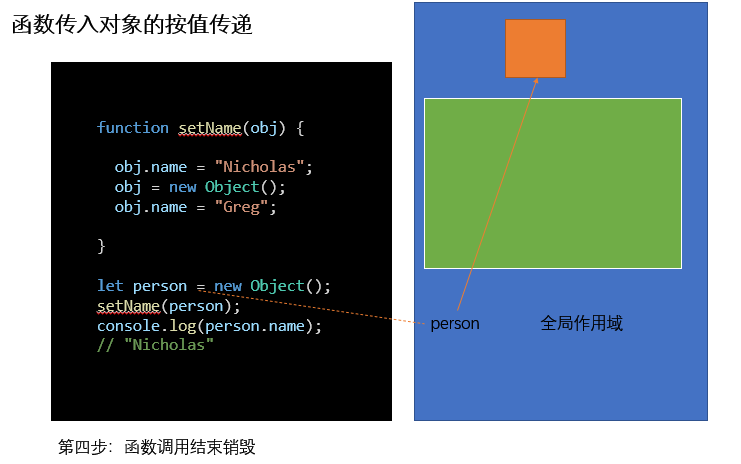 函数传入对象的按值传递
function setName(obj) {
obj.name = "Nicholas";
obj = new Object();
obj.name = "Greg";
}
let person = new Object();
setName(person);
console.log(person.name);
// "Nicholas"
person
全局作用域
第四步：函数调用结束销毁